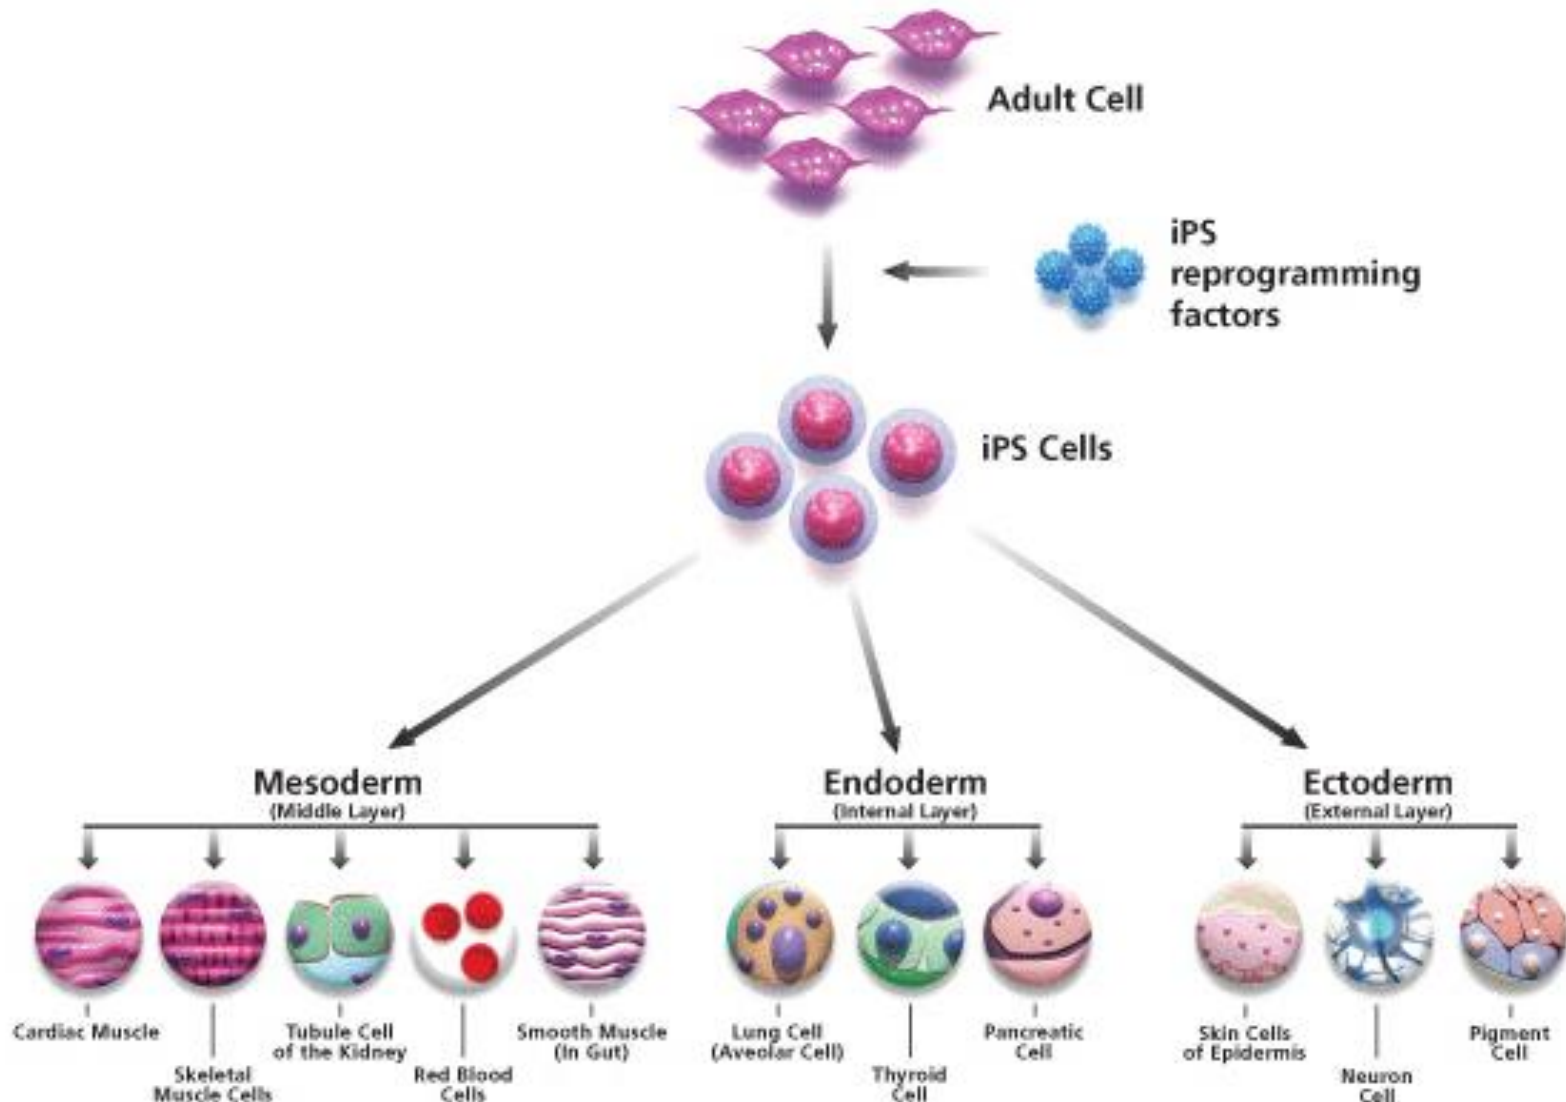 Adult Cell
iPS
reprogramming
factors
iPS Cells
Mesoderm
(Middle Layer)
Endoderm
(Internal Layer)
Ectoderm
(External Layer)
Cardiac Muscle
Skeletal
Muscle Cells
Tubule Cell
of the Kidney
Red Blood
Cells
Smooth Muscle
(In Gut)
Lung Cell
(Aveolar Cell)
Thyroid
Cell
Pancreatic
Cell
Skin Cells
of Epidermis
Neuron
Cell
Pigment
Cell